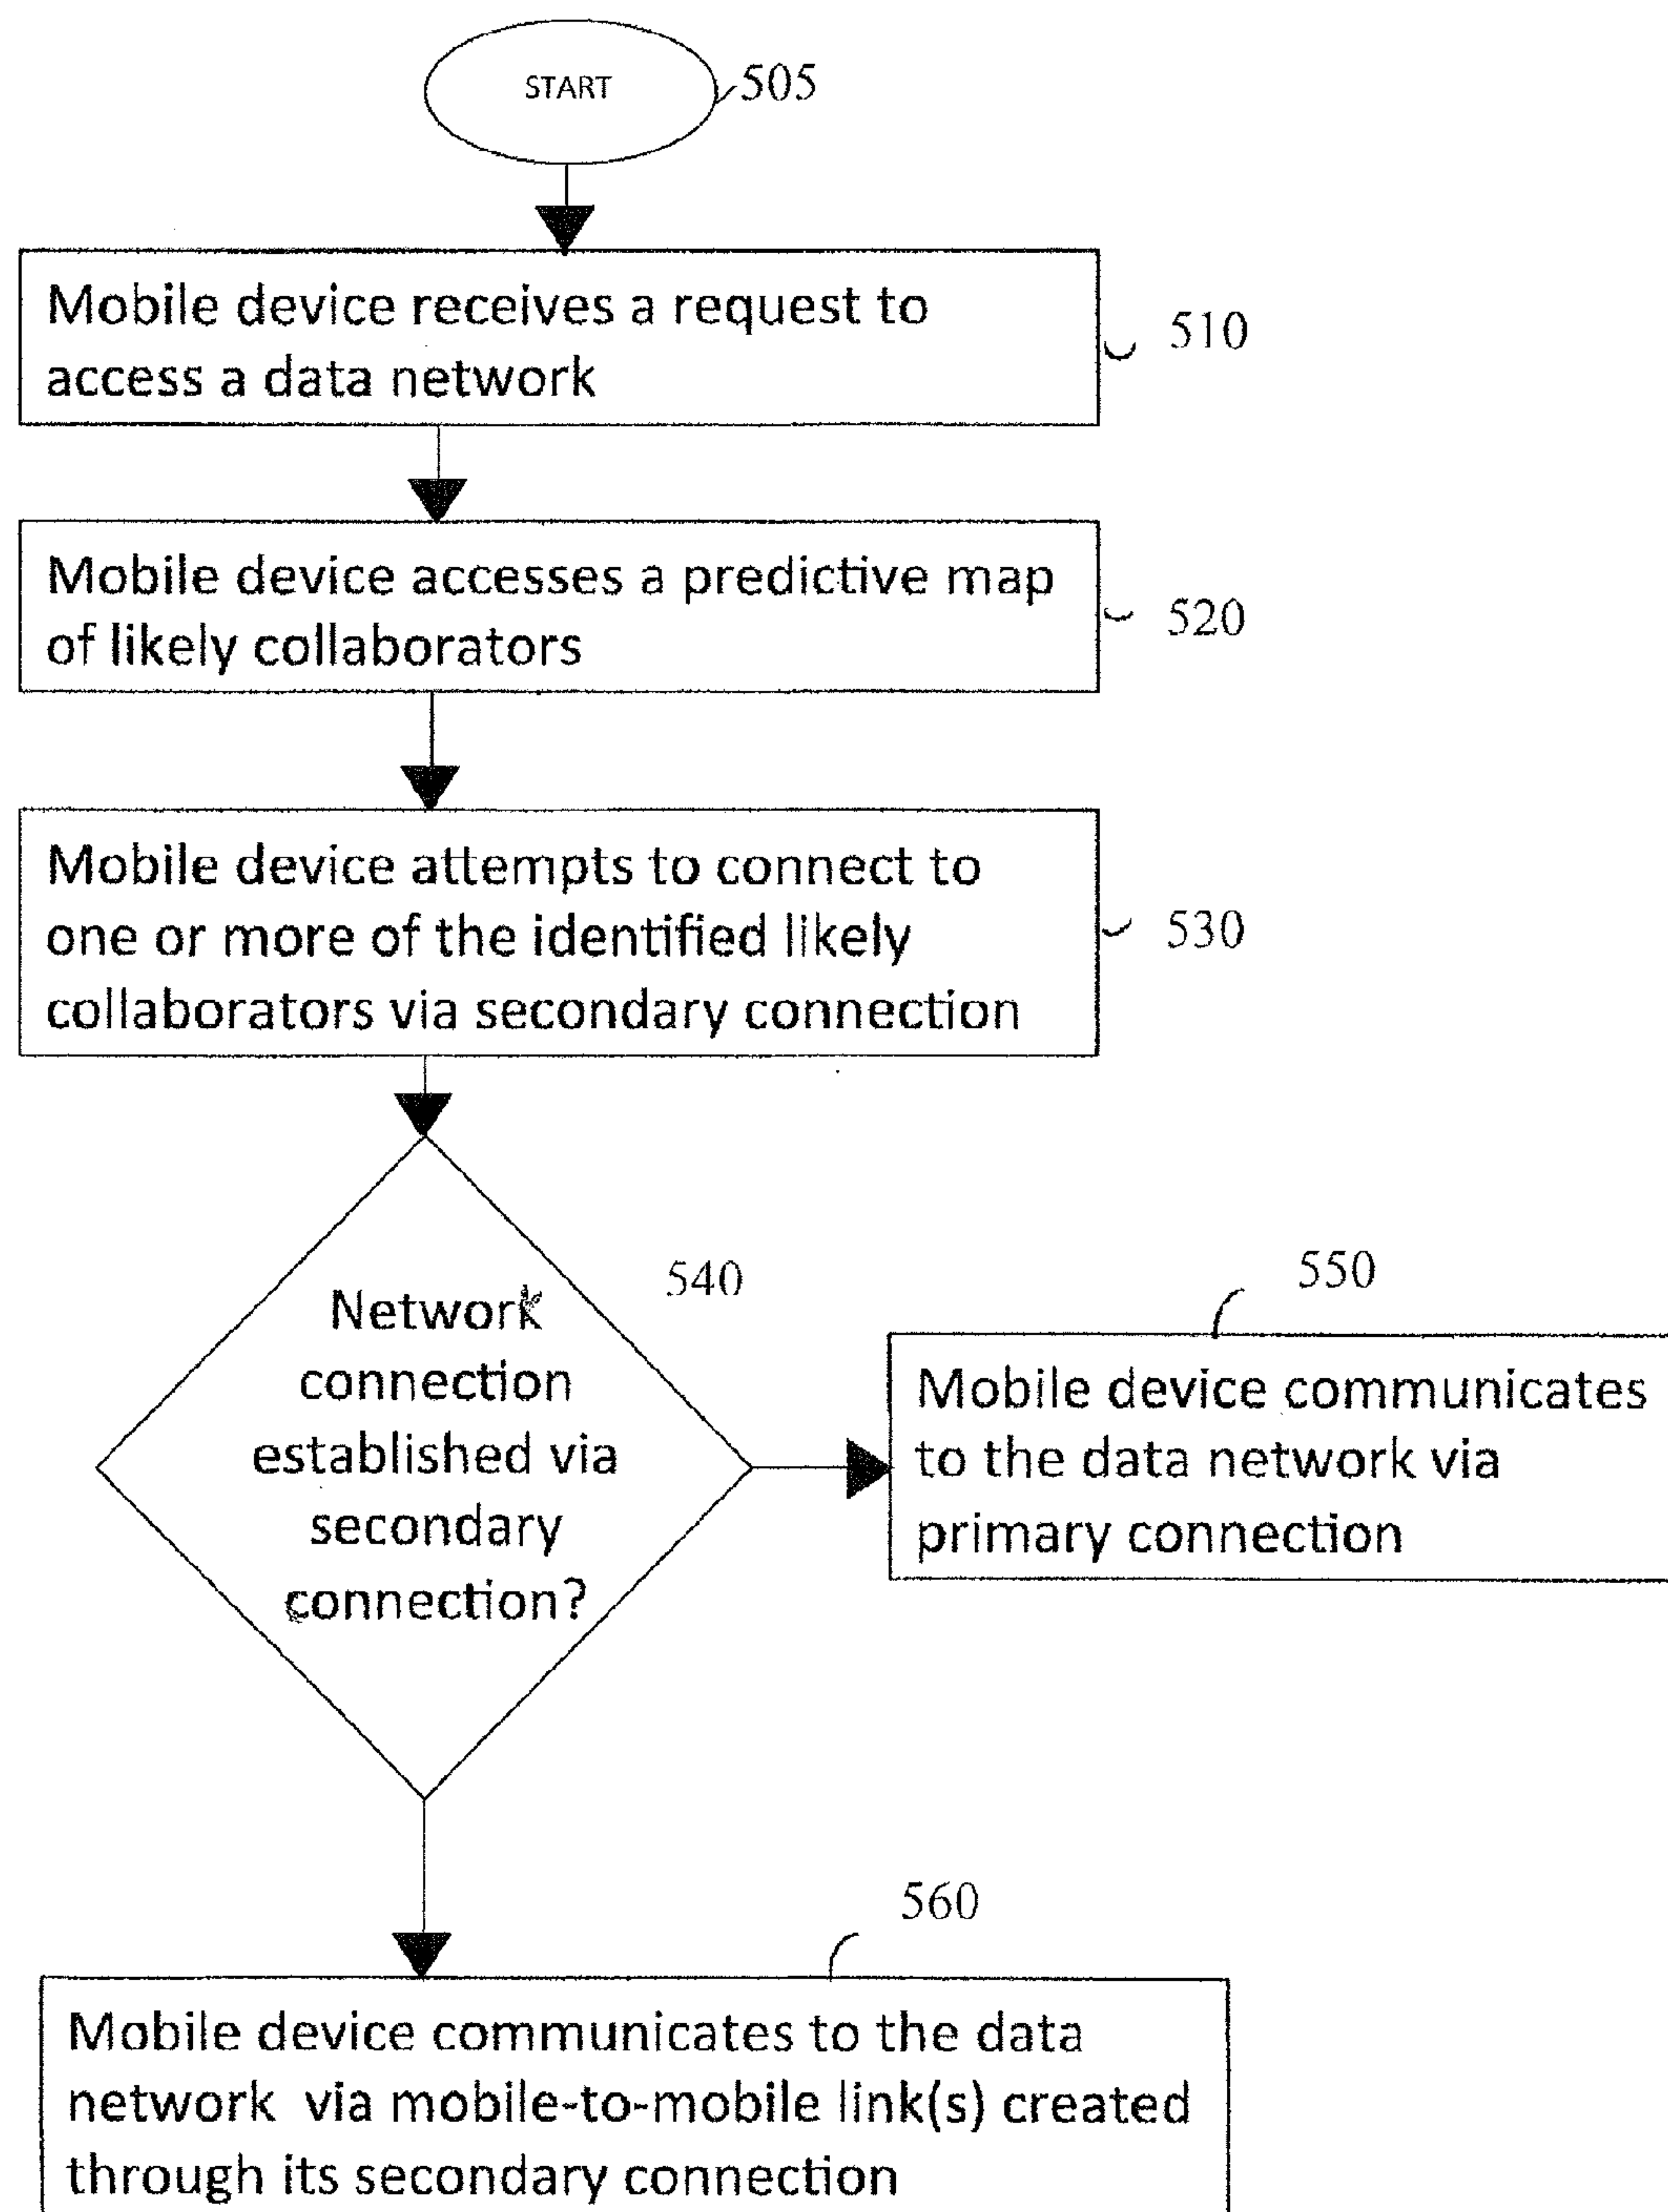 START
505
Mobile device receives a request to
access a data network
510
Mobile device accesses a predictive map
of likely collaborators
520
Mobile device attempts to connect to
one or more of the identified likely
collaborators via secondary connection
530
Network
connection
established via
secondary
connection?
540
550
Mobile device communicates
to the data network via
primary connection
560
Mobile device communicates to the data
network via mobile-to-mobile link(s) created
through its secondary connection